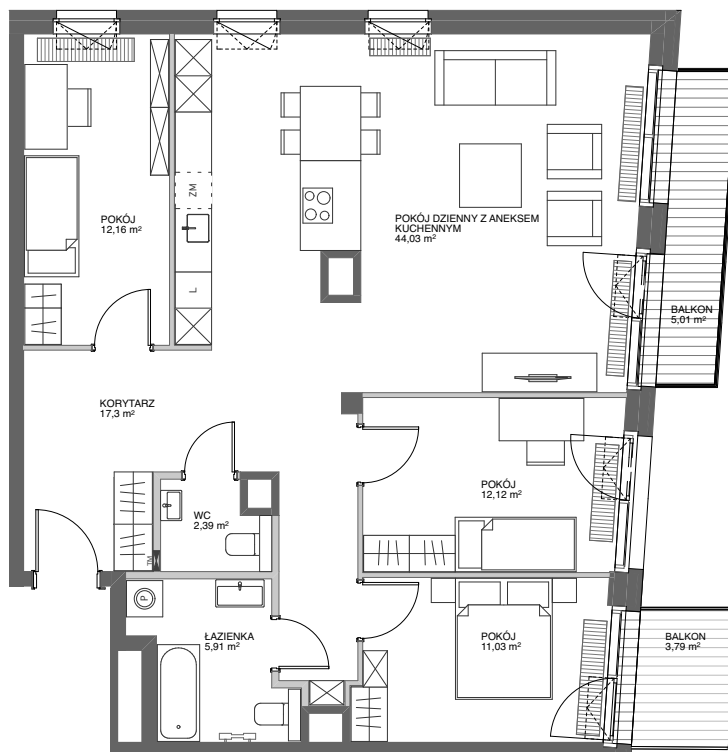 ZM
POKÓJ
12,16 m²
POKÓJ DZIENNY Z ANEKSEM
KUCHENNYM
44,03 m²
L
BALKON
5,01 m²
KORYTARZ
17,3 m²
POKÓJ
12,12 m²
WC
2,39 m²
TM
P
ŁAZIENKA
5,91 m²
POKÓJ
11,03 m²
BALKON
3,79 m²